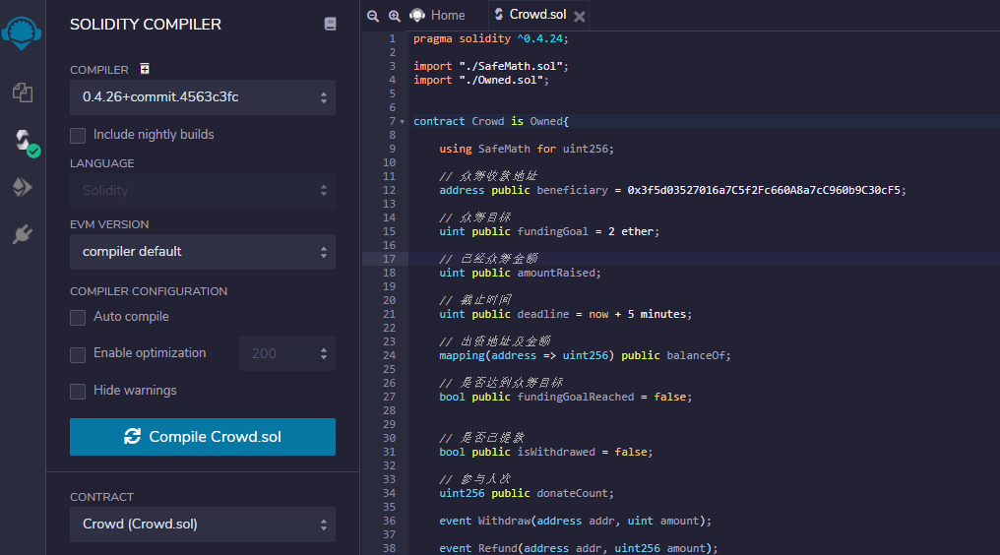 SOLIDITY COMPILER
COMPILER
0.4.26+commit.4563c3fc
Include nightly builds
LANGUAGE
Solidity
EVM VERSION
compiler default
COMPILER CONFIGURATION
Auto compile
Enable optimization
200
Hide warnings
Compile Crowd.sol
CONTRACT
Crowd (Crowd.sol)
Home
Crowd.sol
1 pragma solidity ^0.4.24;
2
3 import "./SafeMath.sol";
4 import "./Owned.sol";
5
6
7 contract Crowd is Owned{
8
9 using SafeMath for uint256;
10
11 // 众筹收款地址
12 address public beneficiary = 0x3f5d03527016a7C5f2Fc660A8a7cC960b9C30cF5;
13
14 // 众筹目标
15 uint public fundingGoal = 2 ether;
16
17 // 已经众筹金额
18 uint public amountRaised;
19
20 // 截止时间
21 uint public deadline = now + 5 minutes;
22
23 // 出资地址及金额
24 mapping(address => uint256) public balanceOf;
25
26 // 是否达到众筹目标
27 bool public fundingGoalReached = false;
28
29
30 // 是否已提款
31 bool public isWithdrawed = false;
32
33 // 参与人次
34 uint256 public donateCount;
35
36 event Withdraw(address addr, uint amount);
37
38 event Refund(address addr, uint256 amount);